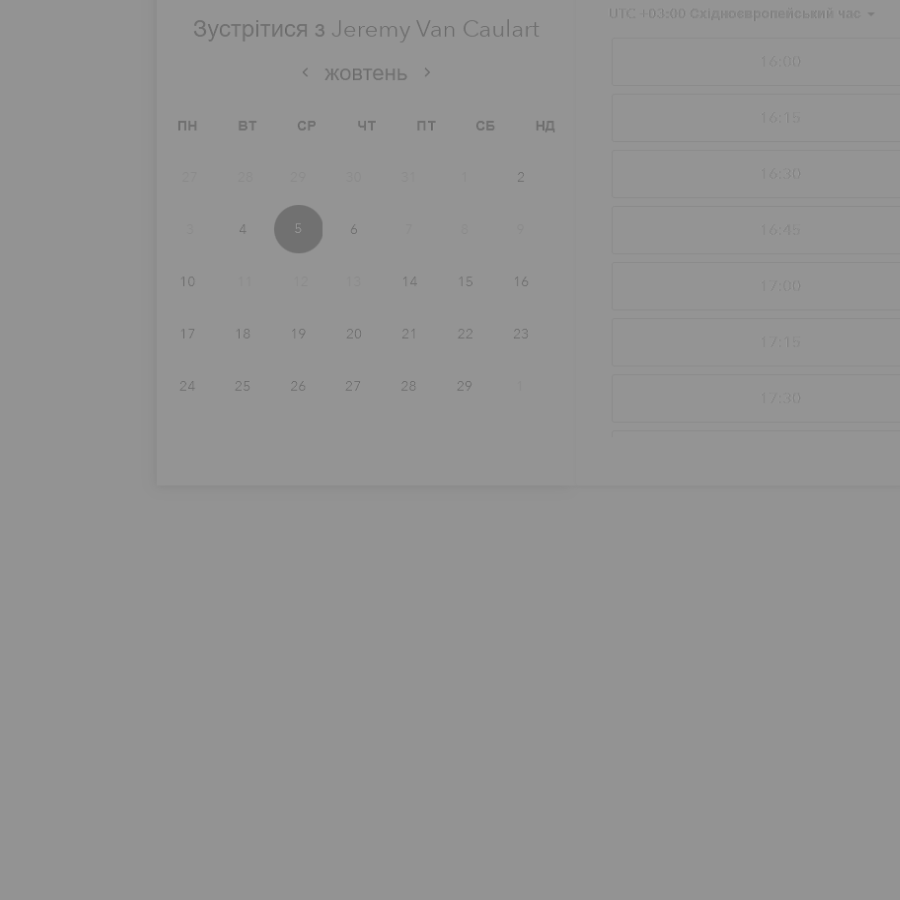 Зустрітися з Jeremy Van Caulart
жовтень
ПН ВТ СР ЧТ ПТ СБ НД
27 28 29 30 31 1 2
3 4 5 6 7 8 9
10 11 12 13 14 15 16
17 18 19 20 21 22 23
24 25 26 27 28 29 1
UTC +03:00 Східноєвропейський час
16:00
16:15
16:30
16:45
17:00
17:15
17:30